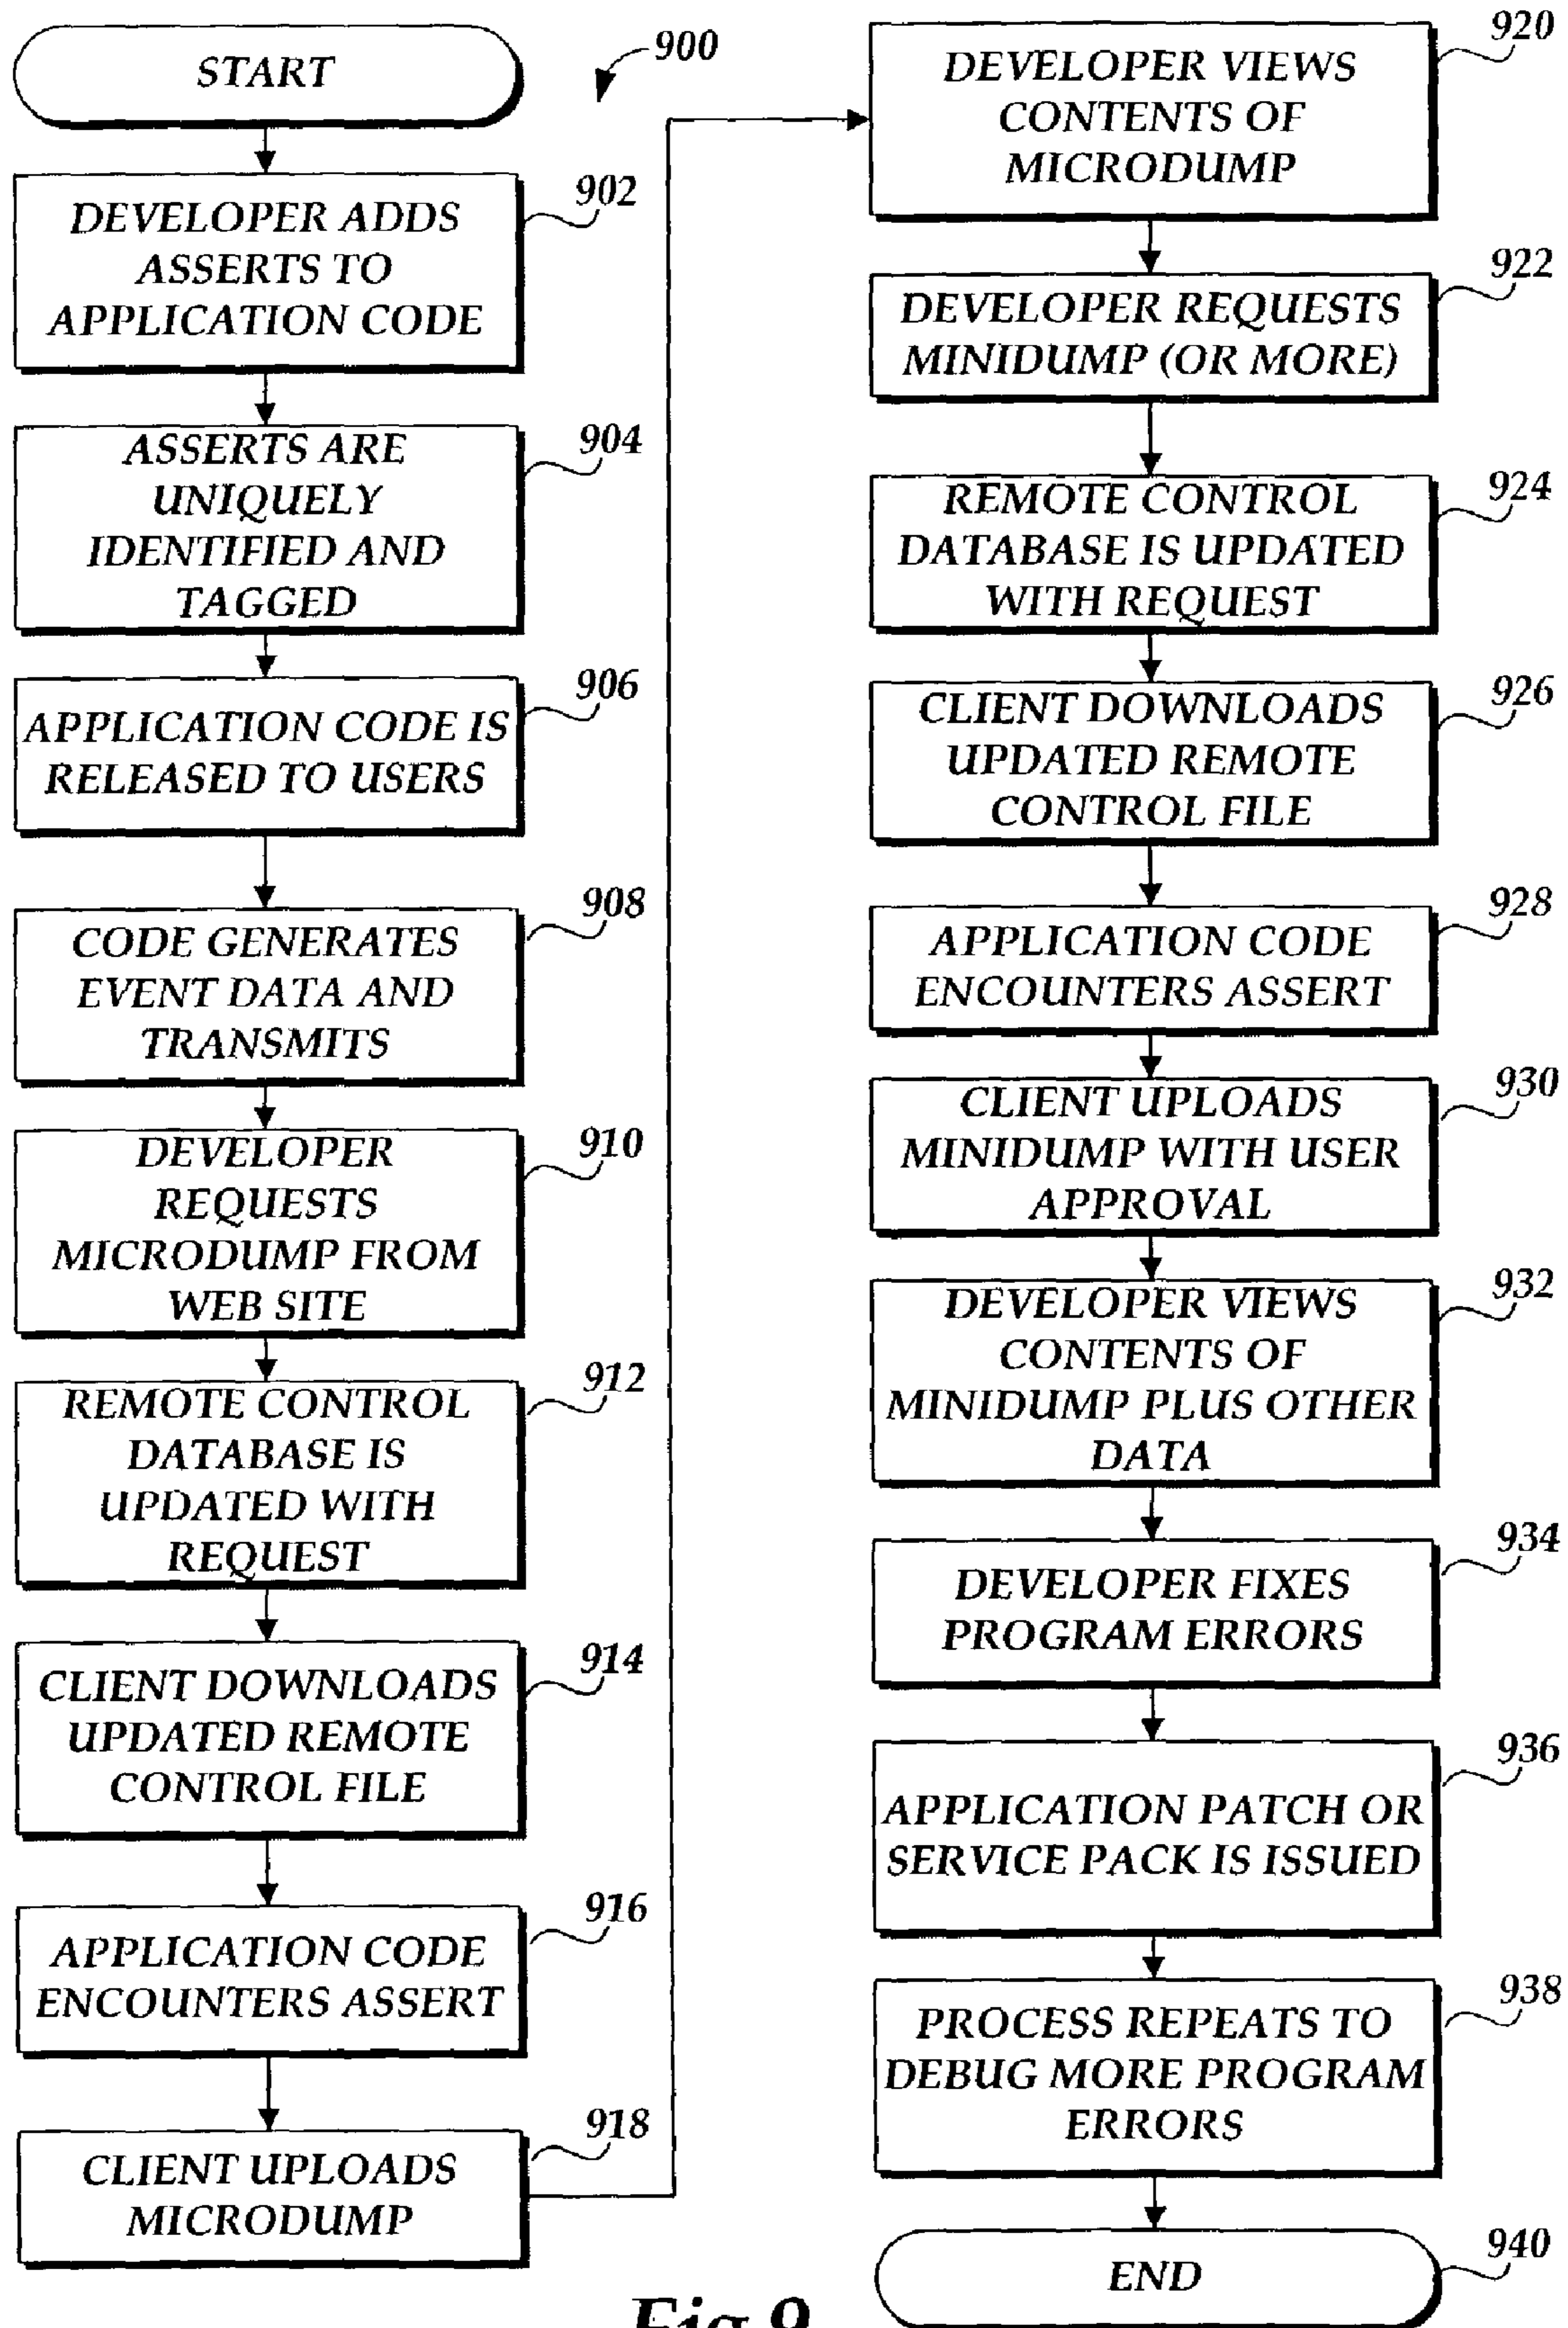 START
900
DEVELOPER ADDS
ASSERTS TO
APPLICATION CODE
902
ASSERTS ARE
UNIQUELY
IDENTIFIED AND
TAGGED
904
APPLICATION CODE IS
RELEASED TO USERS
906
CODE GENERATES
EVENT DATA AND
TRANSMITS
908
DEVELOPER
REQUESTS
MICRODUMP FROM
WEB SITE
910
REMOTE CONTROL
DATABASE IS
UPDATED WITH
REQUEST
912
CLIENT DOWNLOADS
UPDATED REMOTE
CONTROL FILE
914
APPLICATION CODE
ENCOUNTERS ASSERT
916
CLIENT UPLOADS
MICRODUMP
918
DEVELOPER VIEWS
CONTENTS OF
MICRODUMP
920
DEVELOPER REQUESTS
MINIDUMP (OR MORE)
922
REMOTE CONTROL
DATABASE IS UPDATED
WITH REQUEST
924
CLIENT DOWNLOADS
UPDATED REMOTE
CONTROL FILE
926
APPLICATION CODE
ENCOUNTERS ASSERT
928
CLIENT UPLOADS
MINIDUMP WITH USER
APPROVAL
930
DEVELOPER VIEWS
CONTENTS OF
MINIDUMP PLUS OTHER
DATA
932
DEVELOPER FIXES
PROGRAM ERRORS
934
APPLICATION PATCH OR
SERVICE PACK IS ISSUED
936
PROCESS REPEATS TO
DEBUG MORE PROGRAM
ERRORS
938
END
940
Fig.9